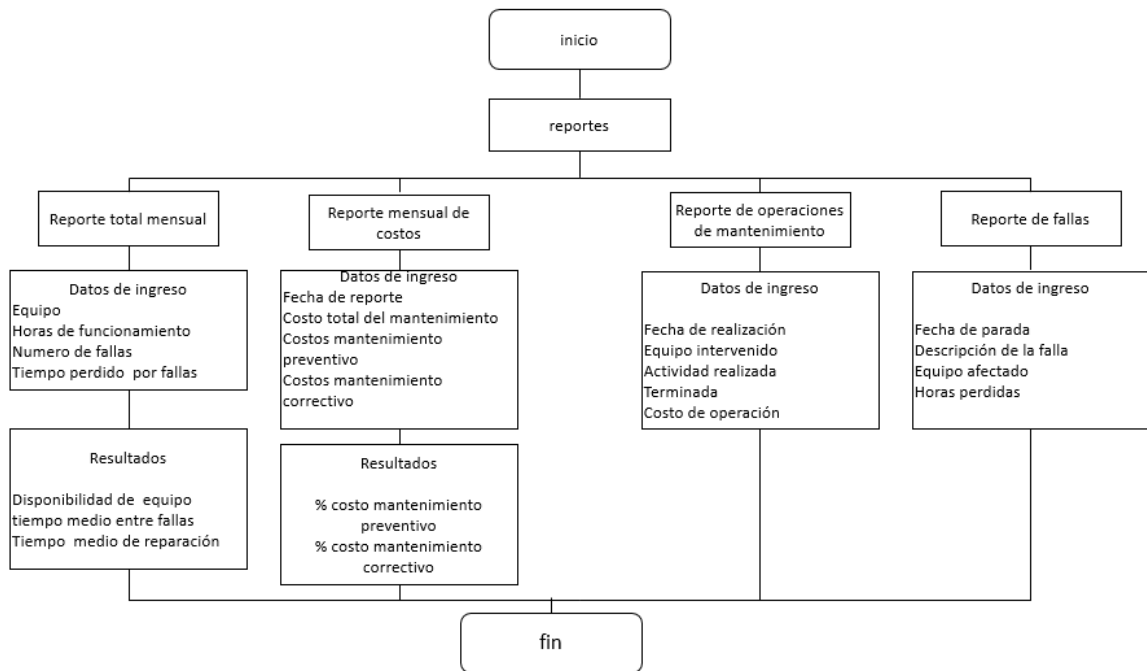 inicio
reportes
Reporte total mensual
Reporte mensual de
costos
Reporte de operaciones
de mantenimiento
Reporte de fallas
Datos de ingreso
Equipo
Horas de funcionamiento
Numero de fallas
Tiempo perdido por fallas
Datos de ingreso
Fecha de reporte
Costo total del mantenimiento
Costos mantenimiento
preventivo
Costos mantenimiento
correctivo
Datos de ingreso
Fecha de realización
Equipo intervenido
Actividad realizada
Terminada
Costo de operación
Datos de ingreso
Fecha de parada
Descripción de la falla
Equipo afectado
Horas perdidas
Resultados
Disponibilidad de equipo
tiempo medio entre fallas
Tiempo medio de reparación
Resultados
% costo mantenimiento
preventivo
% costo mantenimiento
correctivo
fin